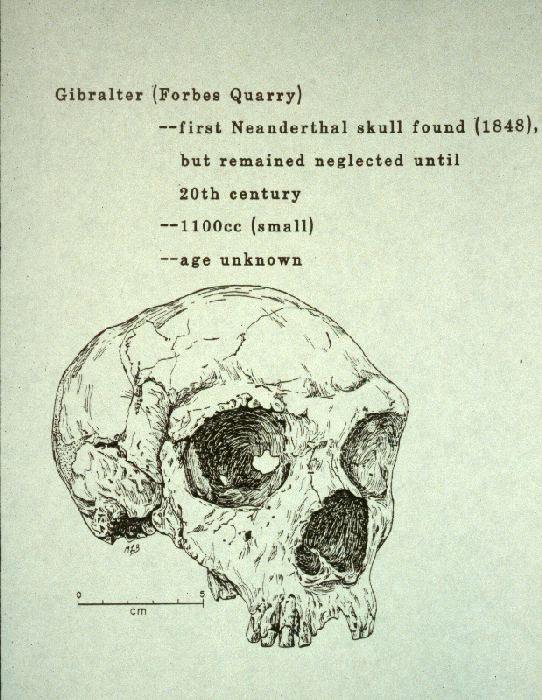 Gibralter (Forbes Quarry)
--first Neanderthal skull found (1848),
but remained neglected until
20th century
--1100cc (small)
--age unknown
0 5
cm